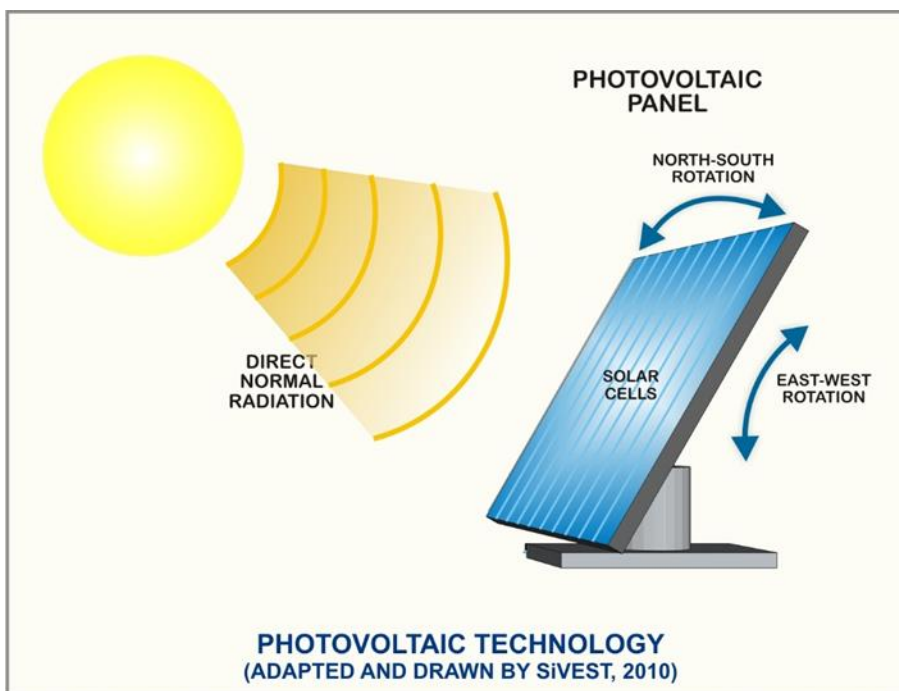 PHOTOVOLTAIC
PANEL
NORTH-SOUTH
ROTATION
DIRECT
NORMAL
RADIATION
SOLAR
CELLS
EAST-WEST
ROTATION
PHOTOVOLTAIC TECHNOLOGY
(ADAPTED AND DRAWN BY SiVEST, 2010)